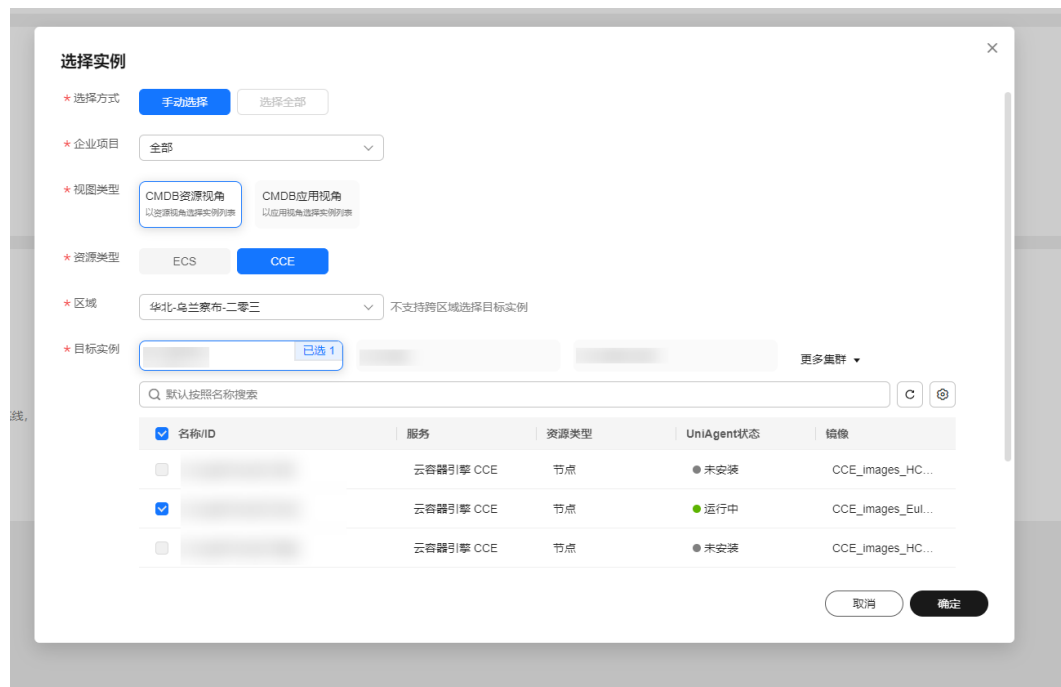 选择实例
* 选择方式 手动选择 选择全部
* 企业项目 全部
* 视图类型 CMDB资源视角 CMDB应用视角
以资源视角选择实例列表 以应用视角选择实例列表
* 资源类型 ECS CCE
* 区域 华北-乌兰察布-二零三 不支持跨区域选择目标实例
* 目标实例 已选 1 更多集群
默认按照名称搜索
线,
名称/ID 服务 资源类型 UniAgent状态 镜像
云容器引擎 CCE 节点 未安装 CCE_images_HC...
云容器引擎 CCE 节点 运行中 CCE_images_Eul...
云容器引擎 CCE 节点 未安装 CCE_images_HC...
取消 确定